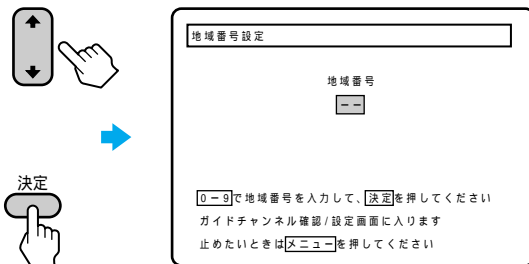 決定
地域番号設定
地域番号
--
0-9で地域番号を入力して、決定を押してください
ガイドチャンネル確認/設定画面に入ります
止めたいときはメニューを押してください